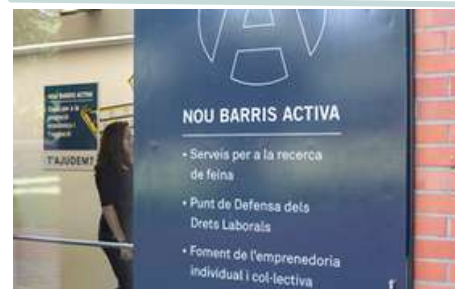 NOU BARRIS ACTIVA
• Serveis per a la recerca
de feina
• Punt de Defensa dels
Drets Laborals
• Foment de l'emprenedoria
individual i col·lectiva
NOU BARRIS ACTIVA
T'AJUDEM?